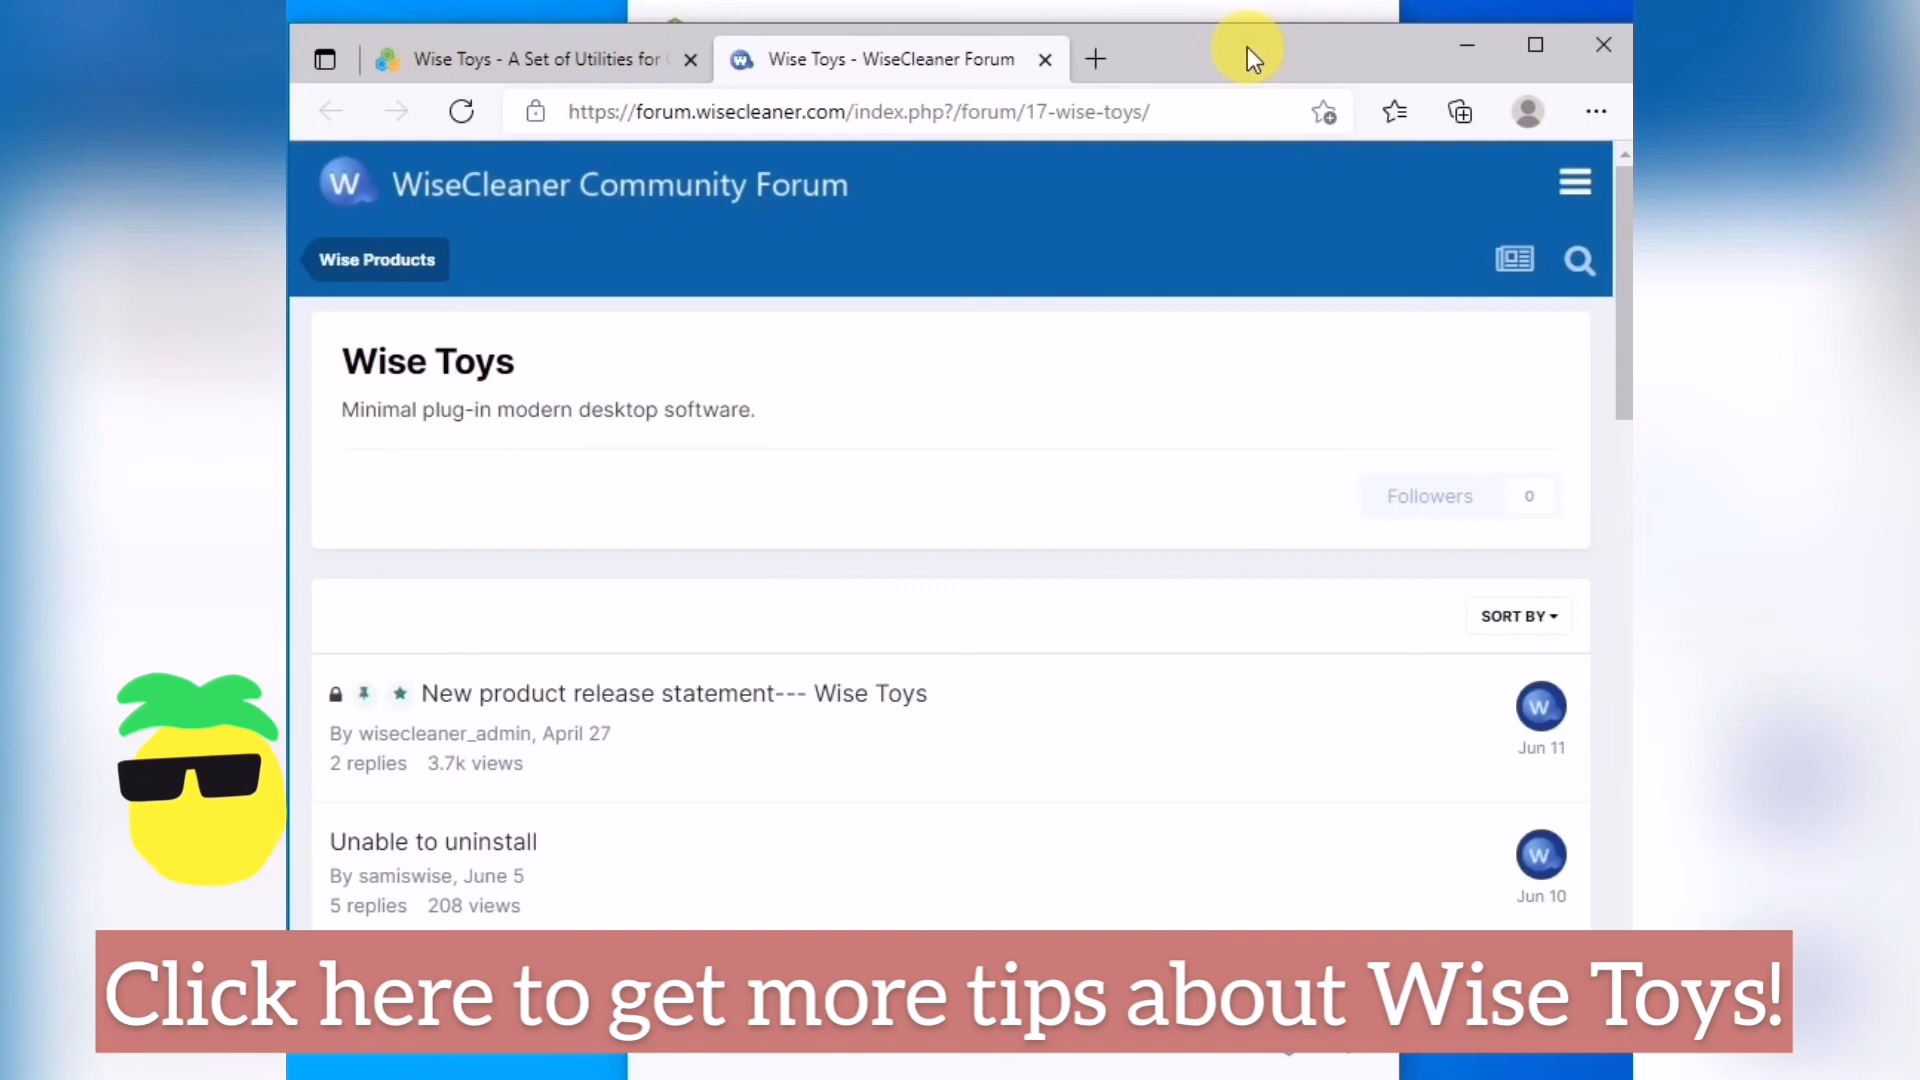 Wise Toys - A Set of Utilities for
Wise Toys - WiseCleaner Forum
https://forum.wisecleaner.com/index.php?/forum/17-wise-toys/
W WiseCleaner Community Forum
Wise Products
Wise Toys
Minimal plug-in modern desktop software.
Followers 0
SORT BY
New product release statement--- Wise Toys
By wisecleaner_admin, April 27
2 replies 3.7k views
W
Jun 11
Unable to uninstall
By samiswise, June 5
5 replies 208 views
W
Jun 10
Click here to get more tips about Wise Toys!